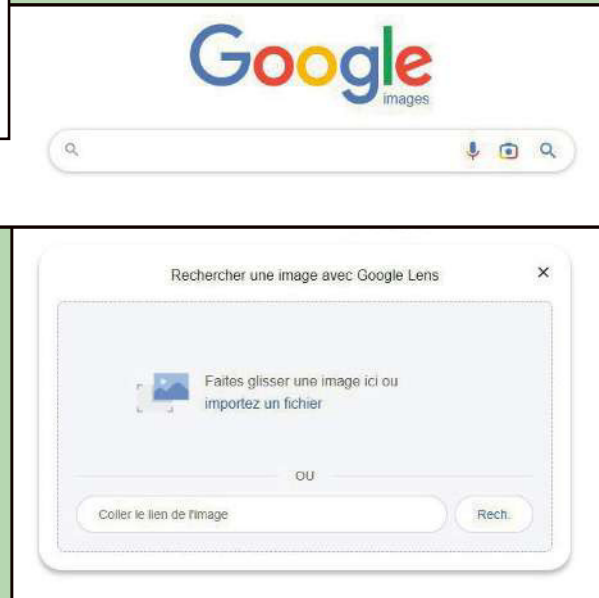 Google
images
Rechercher une image avec Google Lens
Faites glisser une image ici ou
importez un fichier
OU
Coller le lien de l'image
Rech.